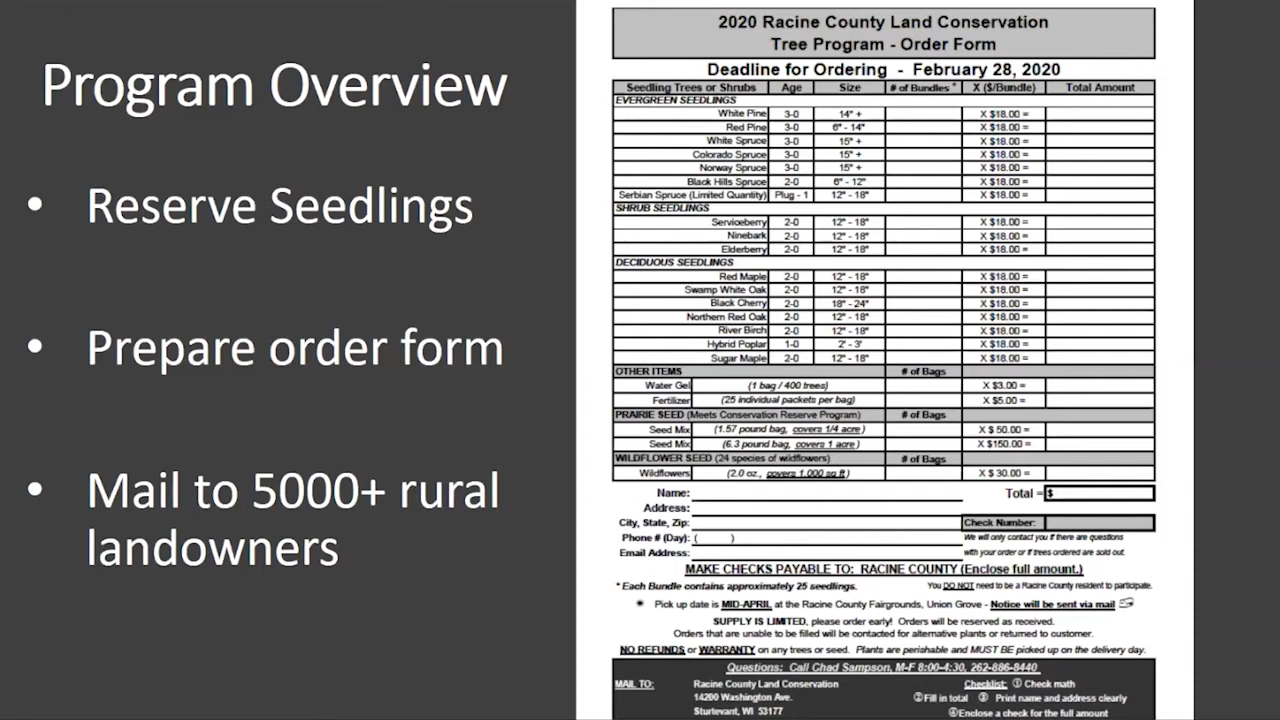 Program Overview
• Reserve Seedlings
• Prepare order form
• Mail to 5000+ rural
landowners
2020 Racine County Land Conservation
Tree Program - Order Form
Deadline for Ordering - February 28, 2020
Seedling Trees or Shrubs Age Size # of Bundles * X ($/Bundle) Total Amount
EVERGREEN SEEDLINGS
White Pine 3-0 14" + X $18.00 =
Red Pine 3-0 6" - 14" X $18.00 =
White Spruce 3-0 15" + X $18.00 =
Colorado Spruce 3-0 15" + X $18.00 =
Norway Spruce 3-0 15" + X $18.00 =
Black Hills Spruce 2-0 6" - 12" X $18.00 =
Serbian Spruce (Limited Quantity) Plug - 1 12" - 18" X $18.00 =
SHRUB SEEDLINGS
Serviceberry 2-0 12" - 18" X $18.00 =
Ninebark 2-0 12" - 18" X $18.00 =
Elderberry 2-0 12" - 18" X $18.00 =
DECIDUOUS SEEDLINGS
Red Maple 2-0 12" - 18" X $18.00 =
Swamp White Oak 2-0 12" - 18" X $18.00 =
Black Cherry 2-0 18" - 24" X $18.00 =
Northern Red Oak 2-0 12" - 18" X $18.00 =
River Birch 2-0 12" - 18" X $18.00 =
Hybrid Poplar 1-0 2' - 3' X $18.00 =
Sugar Maple 2-0 12" - 18" X $18.00 =
OTHER ITEMS # of Bags
Water Gel (1 bag / 400 trees) X $3.00 =
Fertilizer (25 individual packets per bag) X $5.00 =
PRAIRIE SEED (Meets Conservation Reserve Program) # of Bags
Seed Mix (1.57 pound bag, covers 1/4 acre) X $ 50.00 =
Seed Mix (6.3 pound bag, covers 1 acre) X $150.00 =
WILDFLOWER SEED (24 species of wildflowers) # of Bags
Wildflowers (2.0 oz., covers 1,000 sq ft) X $ 30.00 =
Name: Total = $
Address:
City, State, Zip: Check Number:
Phone # (Day): ( ) We will only contact you if there are questions
Email Address: with your order or if trees ordered are sold out.
MAKE CHECKS PAYABLE TO: RACINE COUNTY (Enclose full amount.)
* Each Bundle contains approximately 25 seedlings. You DO NOT need to be a Racine County resident to participate.
* Pick up date is MID-APRIL at the Racine County Fairgrounds, Union Grove - Notice will be sent via mail
SUPPLY IS LIMITED, please order early! Orders will be reserved as received.
Orders that are unable to be filled will be contacted for alternative plants or returned to customer.
NO REFUNDS or WARRANTY on any trees or seed. Plants are perishable and MUST BE picked up on the delivery day.
Questions: Call Chad Sampson, M-F 8:00-4:30, 262-886-8440
MAIL TO: Racine County Land Conservation Checklist: ① Check math
14200 Washington Ave. ② Fill in total ③ Print name and address clearly
Sturtevant, WI 53177 ④ Enclose a check for the full amount